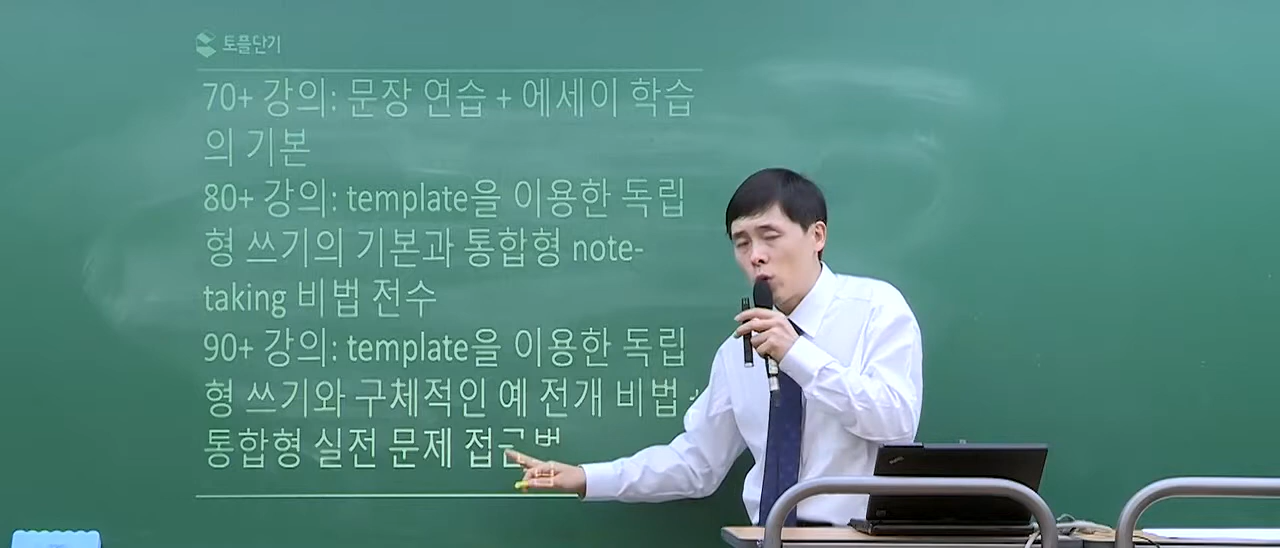 토플단기
70+ 강의: 문장 연습 + 에세이 학습
의 기본
80+ 강의: template을 이용한 독립
형 쓰기의 기본과 통합형 note-
taking 비법 전수
90+ 강의: template을 이용한 독립
형 쓰기와 구체적인 예 전개 비법 +
통합형 실전 문제 접근법